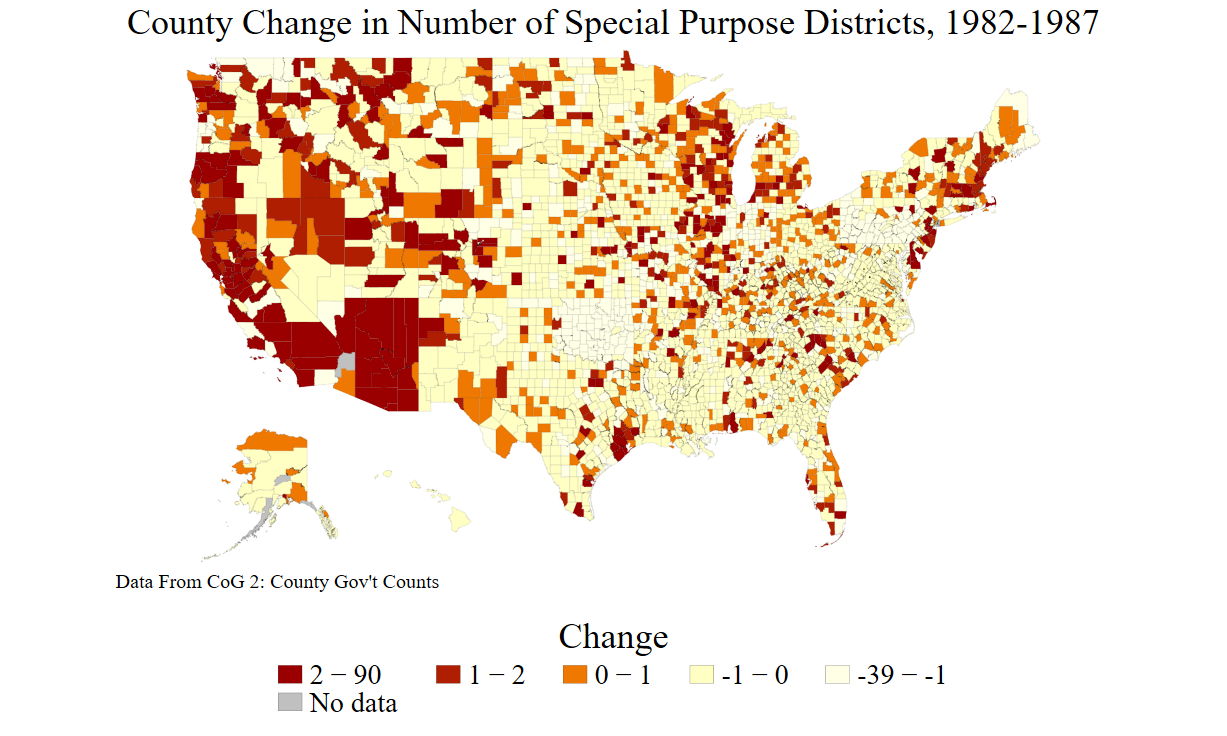 County Change in Number of Special Purpose Districts, 1982-1987
Data From CoG 2: County Gov't Counts
Change
2 − 90 1 − 2 0 − 1 -1 − 0 -39 − -1
No data